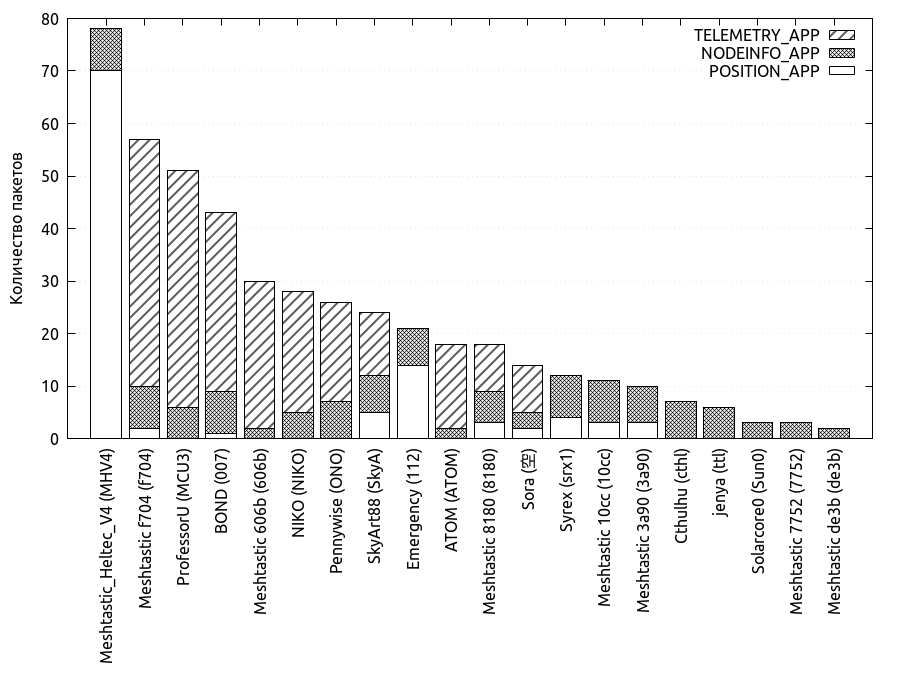 80
70
60
50
40
30
20
10
0
Количество пакетов
TELEMETRY_APP
NODEINFO_APP
POSITION_APP
Meshtastic_Heltec_V4 (MHV4)
Meshtastic f704 (f704)
ProfessorU (MCU3)
BOND (007)
Meshtastic 606b (606b)
NIKO (NIKO)
Pennywise (ONO)
SkyArt88 (SkyA)
Emergency (112)
ATOM (ATOM)
Meshtastic 8180 (8180)
Sora (空)
Syrex (srx1)
Meshtastic 10cc (10cc)
Meshtastic 3a90 (3a90)
Cthulhu (cthl)
jenya (ttl)
Solarcore0 (Sun0)
Meshtastic 7752 (7752)
Meshtastic de3b (de3b)